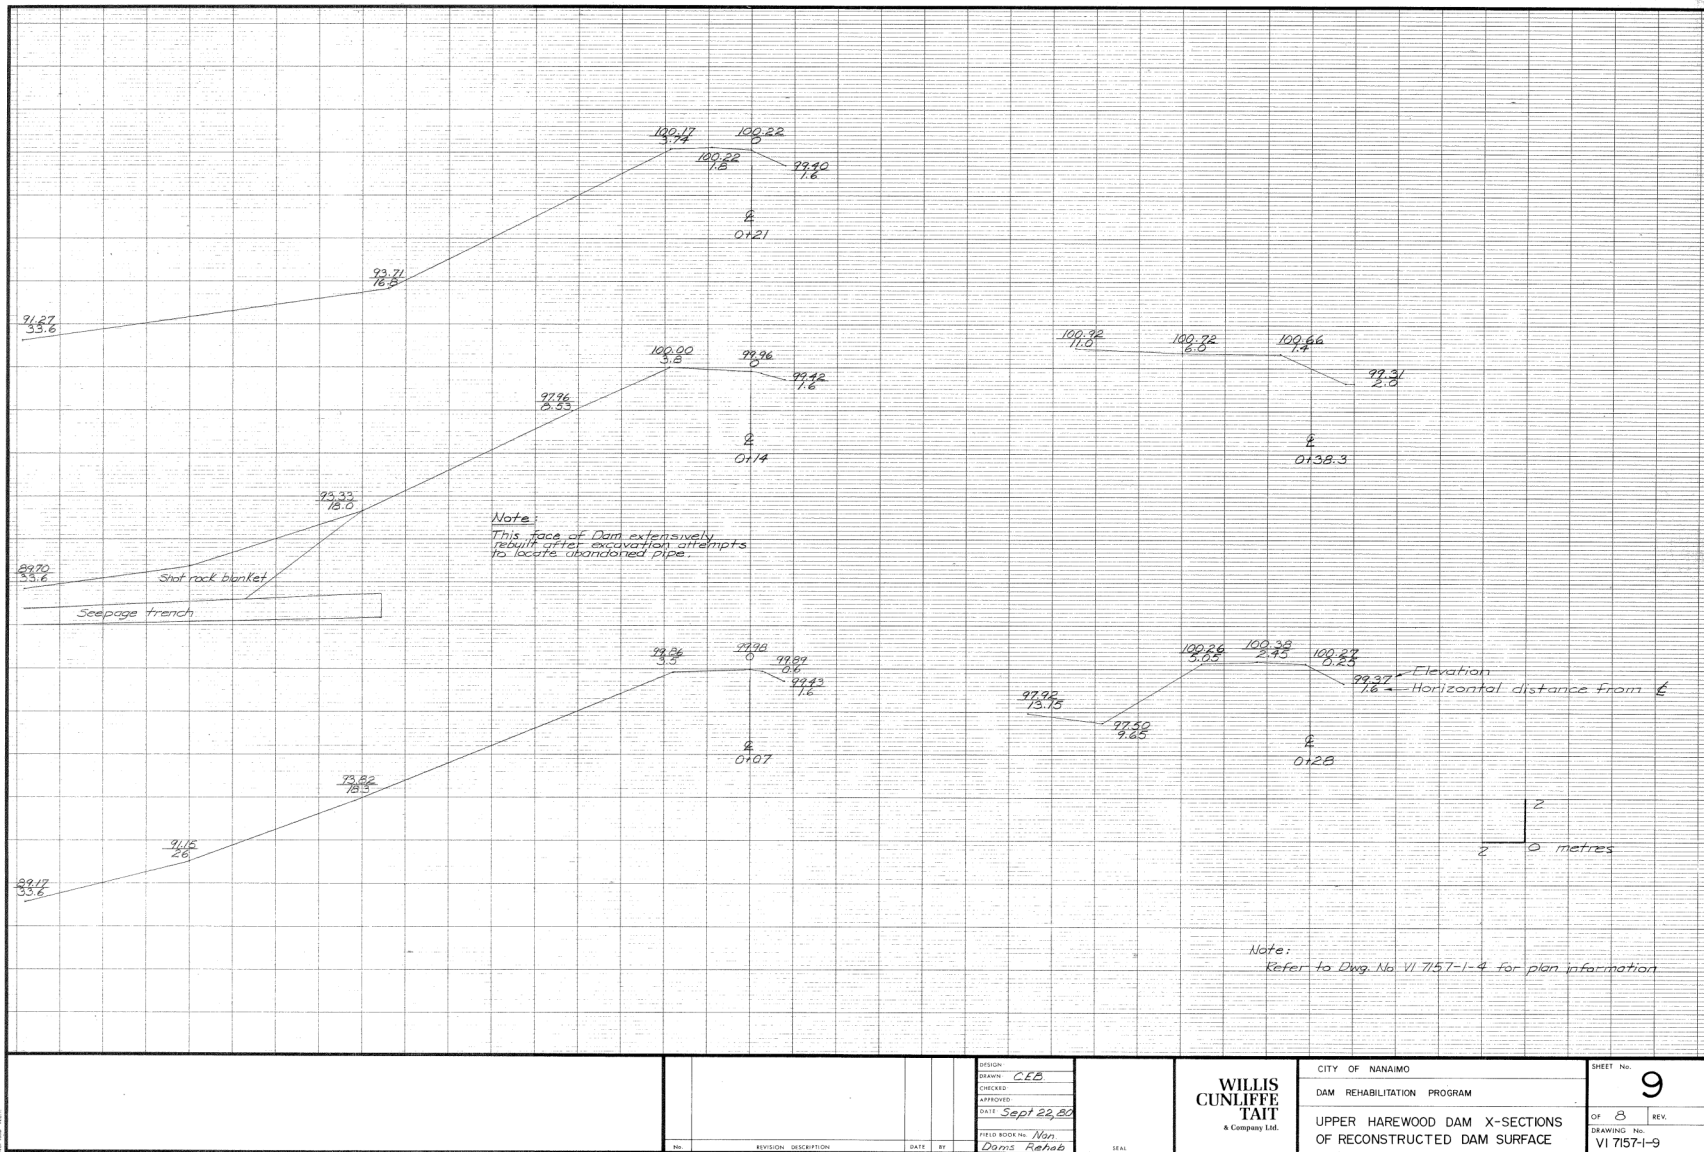 100.17
3.74
100.22
0
100.22
1.8
99.40
1.6
℄
0+21
93.71
16.8
91.27
33.6
100.00
3.8
99.96
0
99.42
1.6
97.96
8.53
℄
0+14
93.33
18.0
Note:
This face of Dam extensively
rebuilt after excavation attempts
to locate abandoned pipe.
89.70
33.6
Shot rock blanket
Seepage trench
99.86
3.5
99.98
0
99.89
0.6
99.43
1.6
℄
0+07
93.82
18.3
91.15
26
89.17
33.6
100.92
11.0
100.72
6.0
100.66
1.4
99.31
2.0
℄
0+38.3
100.26
5.05
100.38
2.45
100.27
0.25
99.37
1.6
Elevation
Horizontal distance from ℄
97.92
13.15
97.50
9.65
℄
0+28
2
2 0 metres
Note:
Refer to Dwg. No VI 7157-1-4 for plan information
No. REVISION DESCRIPTION DATE BY
DESIGN
DRAWN C.E.B.
CHECKED
APPROVED
DATE Sept 22, 80
FIELD BOOK No. Nan.
Dams Rehab
SEAL
WILLIS
CUNLIFFE
TAIT
& Company Ltd.
CITY OF NANAIMO
DAM REHABILITATION PROGRAM
UPPER HAREWOOD DAM X-SECTIONS
OF RECONSTRUCTED DAM SURFACE
SHEET No.
9
OF 8 REV.
DRAWING No.
VI 7157-1-9